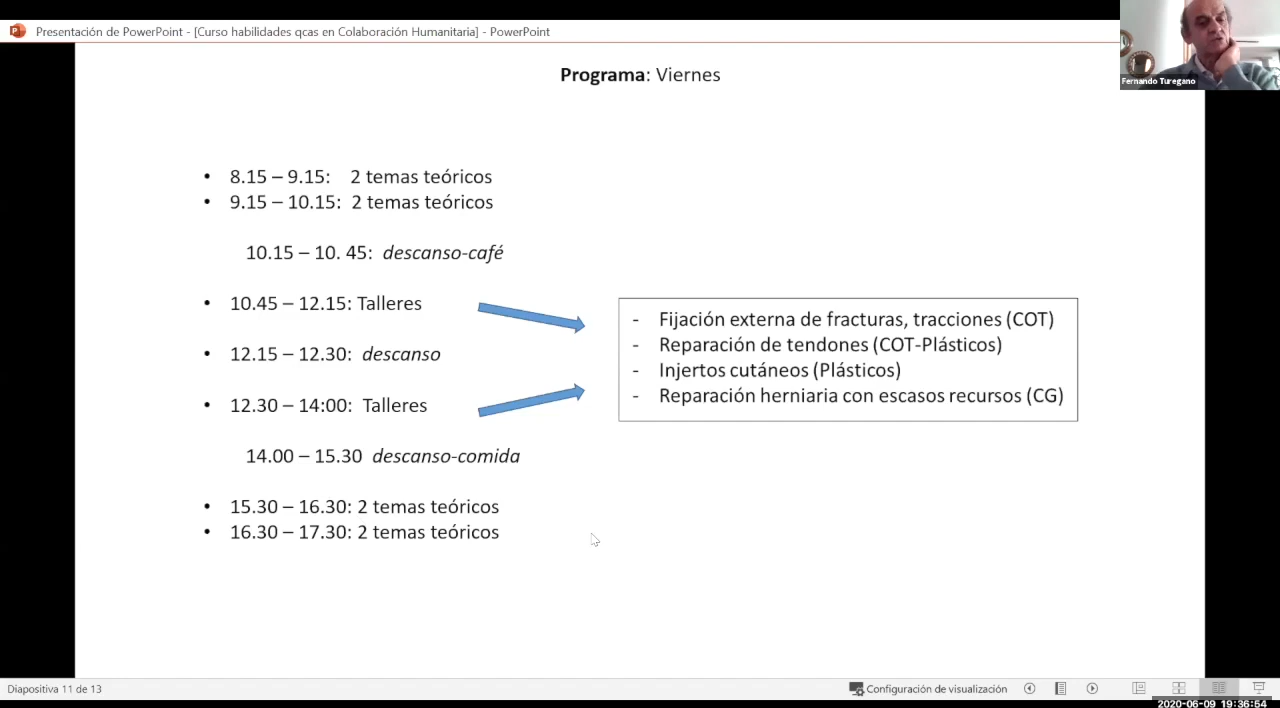 Presentación de PowerPoint - [Curso habilidades qcas en Colaboración Humanitaria] - PowerPoint
Fernando Turegano
Programa: Viernes
• 8.15 – 9.15: 2 temas teóricos
• 9.15 – 10.15: 2 temas teóricos
10.15 – 10. 45: descanso-café
• 10.45 – 12.15: Talleres
• 12.15 – 12.30: descanso
• 12.30 – 14:00: Talleres
14.00 – 15.30 descanso-comida
• 15.30 – 16.30: 2 temas teóricos
• 16.30 – 17.30: 2 temas teóricos
- Fijación externa de fracturas, tracciones (COT)
- Reparación de tendones (COT-Plásticos)
- Injertos cutáneos (Plásticos)
- Reparación herniaria con escasos recursos (CG)
Diapositiva 11 de 13
Configuración de visualización
2020-06-09 19:36:54